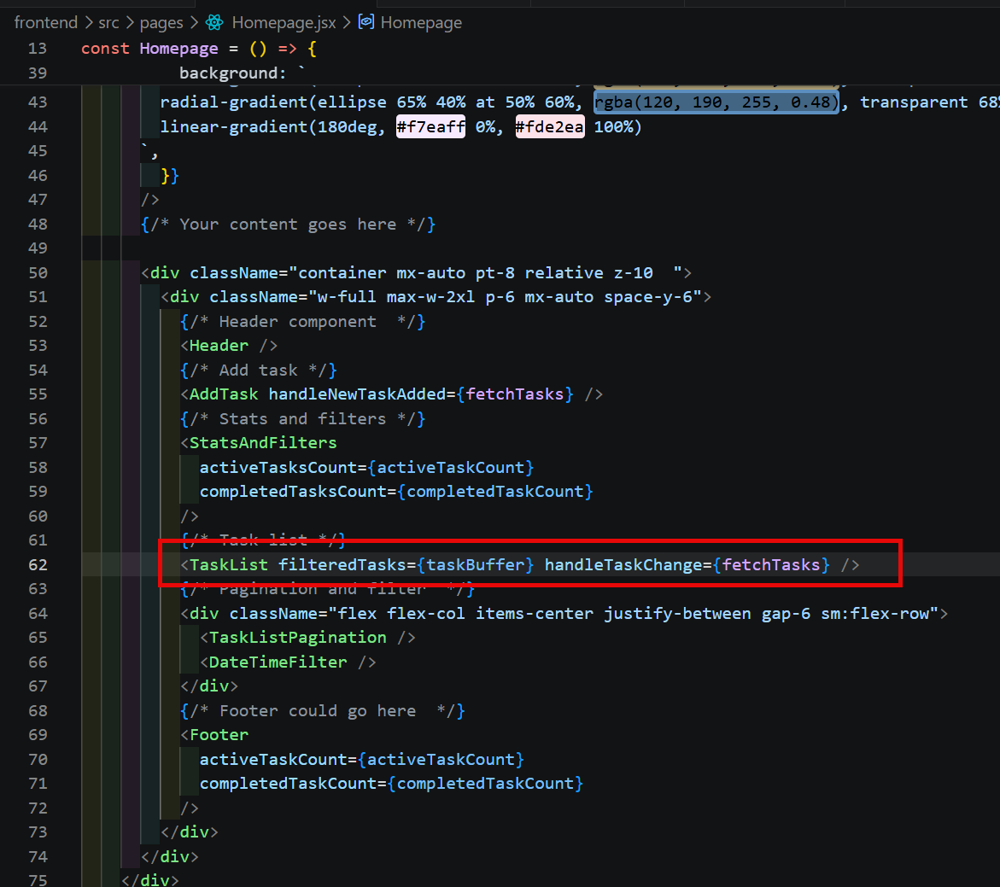 frontend > src > pages > Homepage.jsx > Homepage
13 const Homepage = () => {
39 background: `
43 radial-gradient(ellipse 65% 40% at 50% 60%, rgba(120, 190, 255, 0.48), transparent 68%
44 linear-gradient(180deg, #f7eaff 0%, #fde2ea 100%)
45 `,
46 }}
47 />
48 {/* Your content goes here */}
49
50 <div className="container mx-auto pt-8 relative z-10  ">
51 <div className="w-full max-w-2xl p-6 mx-auto space-y-6">
52 {/* Header component  */}
53 <Header />
54 {/* Add task */}
55 <AddTask handleNewTaskAdded={fetchTasks} />
56 {/* Stats and filters */}
57 <StatsAndFilters
58 activeTasksCount={activeTaskCount}
59 completedTasksCount={completedTaskCount}
60 />
61 {/* Task list */}
62 <TaskList filteredTasks={taskBuffer} handleTaskChange={fetchTasks} />
63 {/* Pagination and filter  */}
64 <div className="flex flex-col items-center justify-between gap-6 sm:flex-row">
65 <TaskListPagination />
66 <DateTimeFilter />
67 </div>
68 {/* Footer could go here  */}
69 <Footer
70 activeTaskCount={activeTaskCount}
71 completedTaskCount={completedTaskCount}
72 />
73 </div>
74 </div>
75 </div>